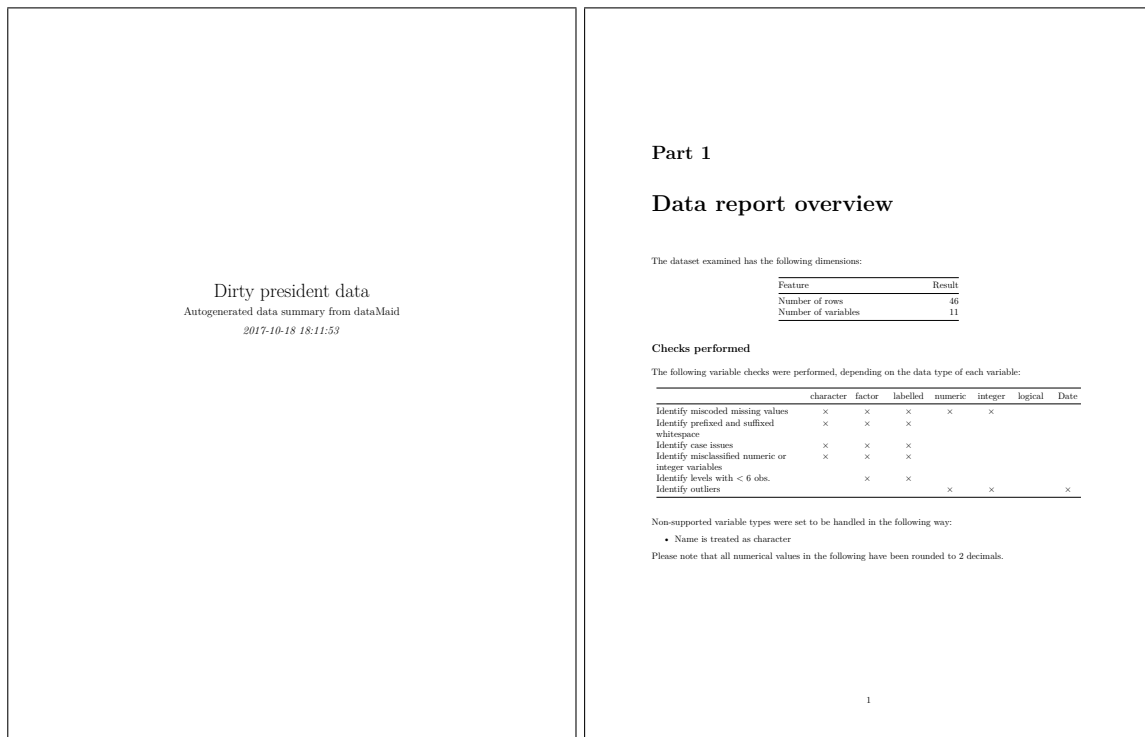 Dirty president data
Autogenerated data summary from dataMaid
2017-10-18 18:11:53
Part 1
Data report overview
The dataset examined has the following dimensions:
Feature Result
Number of rows 46
Number of variables 11
Checks performed
The following variable checks were performed, depending on the data type of each variable:
character factor labelled numeric integer logical Date
Identify miscoded missing values × × × × ×
Identify prefixed and suffixed × × ×
whitespace
Identify case issues × × ×
Identify misclassified numeric or × × ×
integer variables
Identify levels with < 6 obs. × ×
Identify outliers × × ×
Non-supported variable types were set to be handled in the following way:
• Name is treated as character
Please note that all numerical values in the following have been rounded to 2 decimals.
1